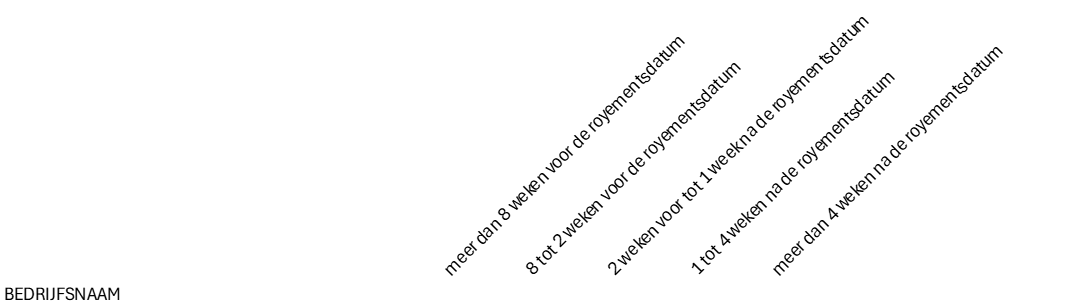 meer dan 8 weken voor de royementsdatum
8 tot 2 weken voor de royementsdatum
2 weken voor tot 1 week na de royementsdatum
1 tot 4 weken na de royementsdatum
meer dan 4 weken na de royementsdatum
BEDRIJFSNAAM